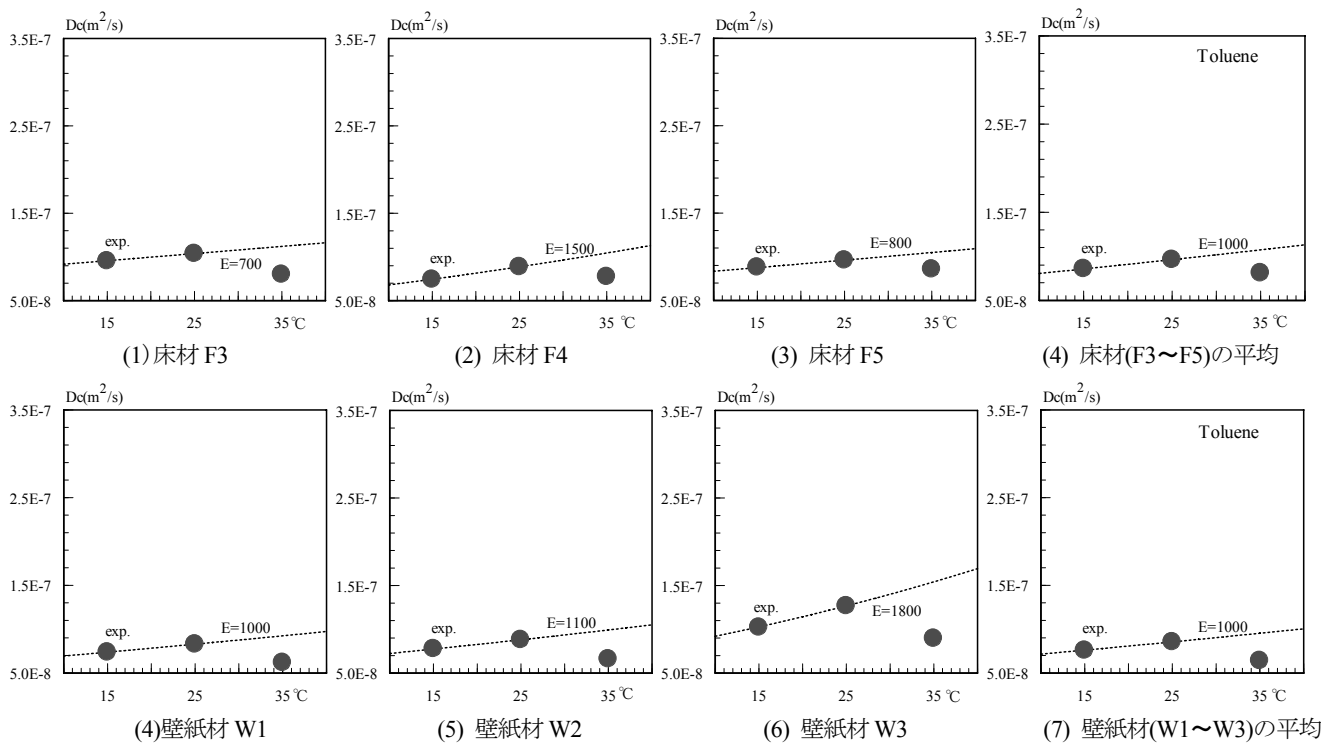 Dc(m²/s)
3.5E-7
2.5E-7
1.5E-7
5.0E-8
exp.
E=700
15 25 35℃
(1)床材 F3
Dc(m²/s)
3.5E-7
2.5E-7
1.5E-7
5.0E-8
exp.
E=1500
15 25 35℃
(2) 床材 F4
Dc(m²/s)
3.5E-7
2.5E-7
1.5E-7
5.0E-8
exp.
E=800
15 25 35℃
(3) 床材 F5
Dc(m²/s)
3.5E-7
Toluene
2.5E-7
1.5E-7
5.0E-8
exp.
E=1000
15 25 35℃
(4) 床材(F3～F5)の平均
Dc(m²/s)
3.5E-7
2.5E-7
1.5E-7
5.0E-8
exp.
E=1000
15 25 35℃
(4)壁紙材 W1
Dc(m²/s)
3.5E-7
2.5E-7
1.5E-7
5.0E-8
exp.
E=1100
15 25 35℃
(5) 壁紙材 W2
Dc(m²/s)
3.5E-7
2.5E-7
1.5E-7
5.0E-8
exp.
E=1800
15 25 35℃
(6) 壁紙材 W3
Dc(m²/s)
3.5E-7
Toluene
2.5E-7
1.5E-7
5.0E-8
exp.
E=1000
15 25 35℃
(7) 壁紙材(W1～W3)の平均